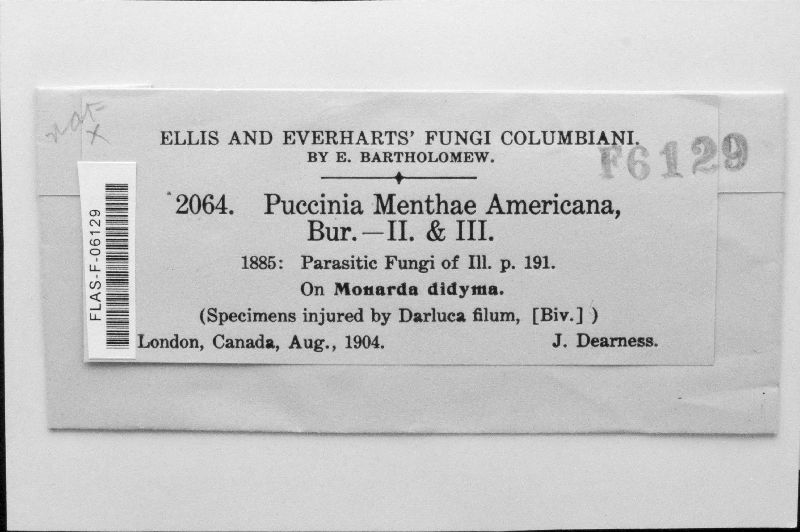 ELLIS AND EVERHARTS' FUNGI COLUMBIANI.
BY E. BARTHOLOMEW.
F6129
2064. Puccinia Menthae Americana,
Bur.—II. & III.
1885: Parasitic Fungi of Ill. p. 191.
On Monarda didyma.
(Specimens injured by Darluca filum, [Biv.] )
London, Canada, Aug., 1904. J. Dearness.
FLAS-F-06129